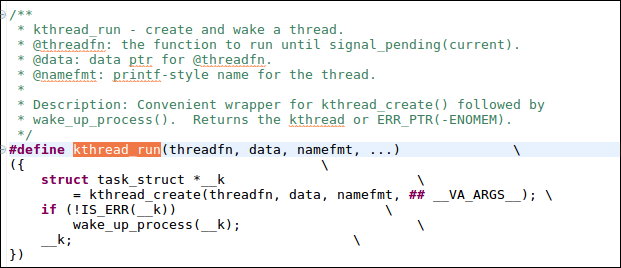 /**
 * kthread_run - create and wake a thread.
 * @threadfn: the function to run until signal_pending(current).
 * @data: data ptr for @threadfn.
 * @namefmt: printf-style name for the thread.
 *
 * Description: Convenient wrapper for kthread_create() followed by
 * wake_up_process().  Returns the kthread or ERR_PTR(-ENOMEM).
 */
#define kthread_run(threadfn, data, namefmt, ...)              \
({                                     \
    struct task_struct *__k                        \
        = kthread_create(threadfn, data, namefmt, ## __VA_ARGS__); \
    if (!IS_ERR(__k))                          \
        wake_up_process(__k);                      \
    __k;                                   \
})